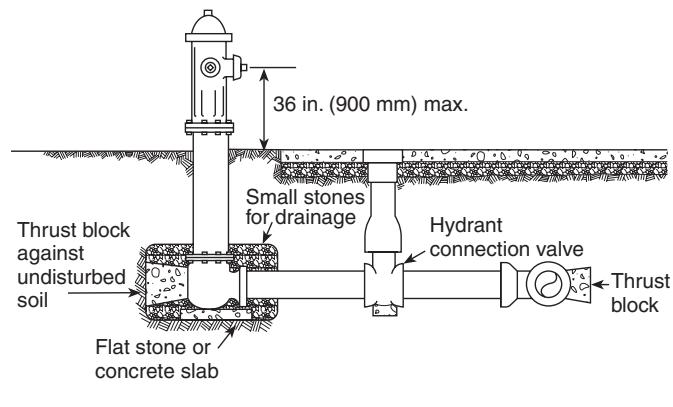 36 in. (900 mm) max.
Small stones
for drainage
Hydrant
connection valve
Thrust block
against
undisturbed
soil
Thrust
block
Flat stone or
concrete slab